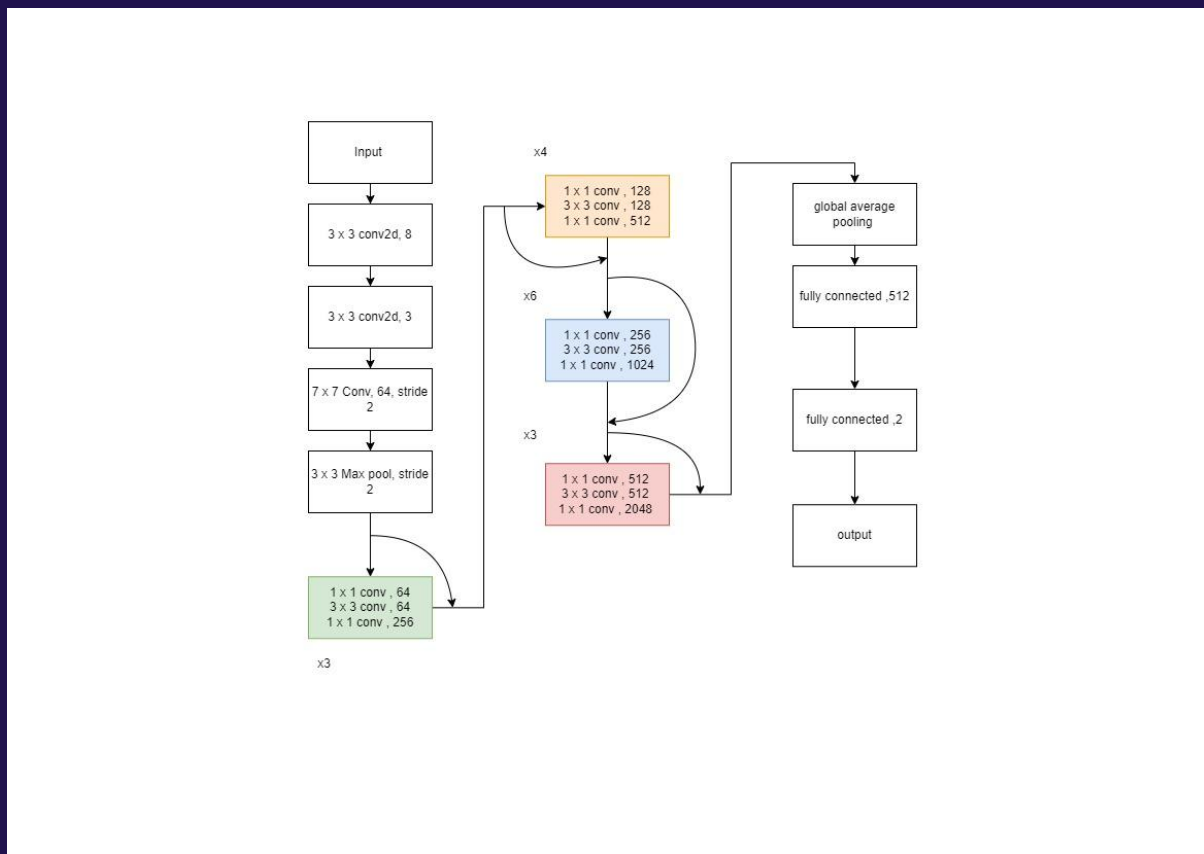 Input
3 x 3 conv2d, 8
3 x 3 conv2d, 3
7 x 7 Conv, 64, stride
2
3 x 3 Max pool, stride
2
1 x 1 conv , 64
3 x 3 conv , 64
1 x 1 conv , 256
x3
x4
1 x 1 conv , 128
3 x 3 conv , 128
1 x 1 conv , 512
x6
1 x 1 conv , 256
3 x 3 conv , 256
1 x 1 conv , 1024
x3
1 x 1 conv , 512
3 x 3 conv , 512
1 x 1 conv , 2048
global average
pooling
fully connected ,512
fully connected ,2
output